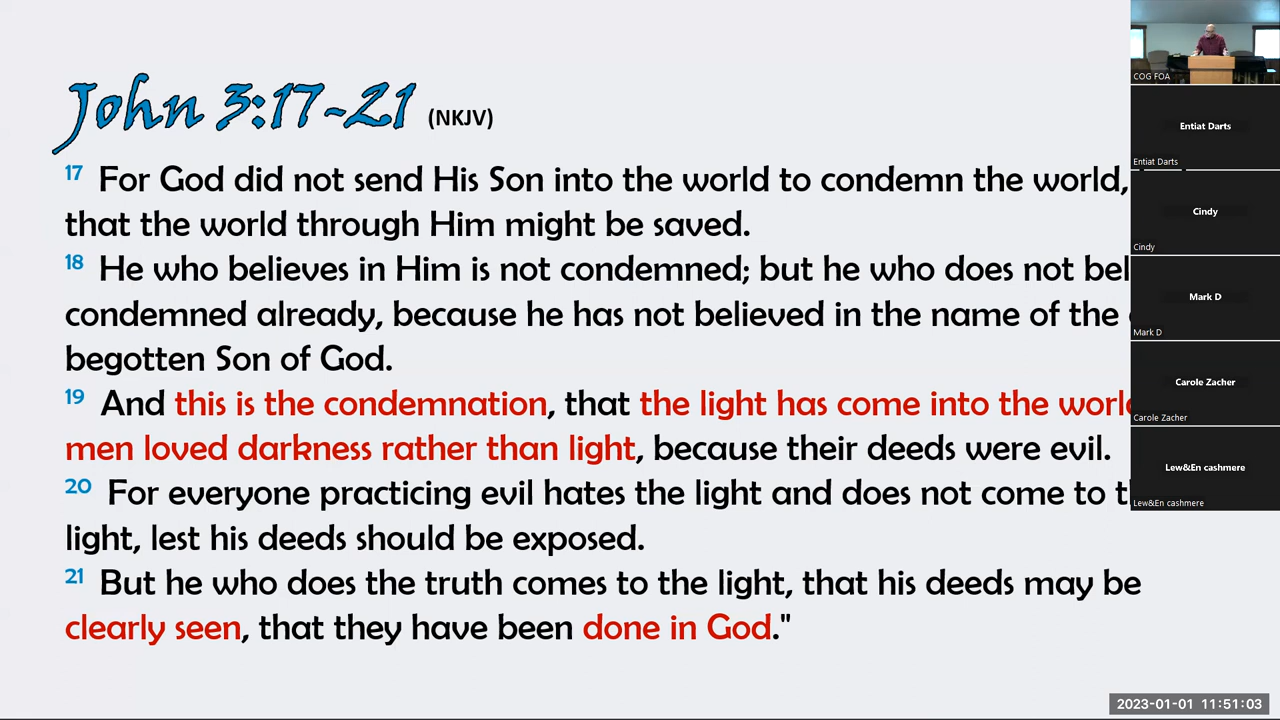 John 3:17-21 (NKJV)
17 For God did not send His Son into the world to condemn the world,
that the world through Him might be saved.
18 He who believes in Him is not condemned; but he who does not
condemned already, because he has not believed in the name of the
begotten Son of God.
19 And this is the condemnation, that the light has come into the
men loved darkness rather than light, because their deeds were evil.
20 For everyone practicing evil hates the light and does not come to
light, lest his deeds should be exposed.
21 But he who does the truth comes to the light, that his deeds may be
clearly seen, that they have been done in God."
COG FOA
Entiat Darts
Entiat Darts
Cindy
Cindy
Mark D
Mark D
Carole Zacher
Carole Zacher
Lew&En cashmere
Lew&En cashmere
2023-01-01 11:51:03